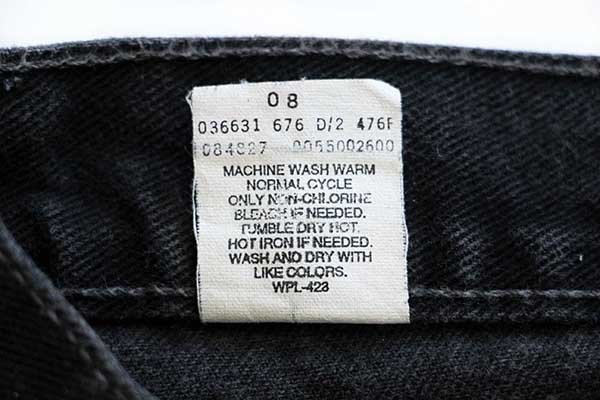 08
036631 676 D/2 476F
084827 0055002600
MACHINE WASH WARM
NORMAL CYCLE
ONLY NON-CHLORINE
BLEACH IF NEEDED.
TUMBLE DRY HOT.
HOT IRON IF NEEDED.
WASH AND DRY WITH
LIKE COLORS.
WPL-423